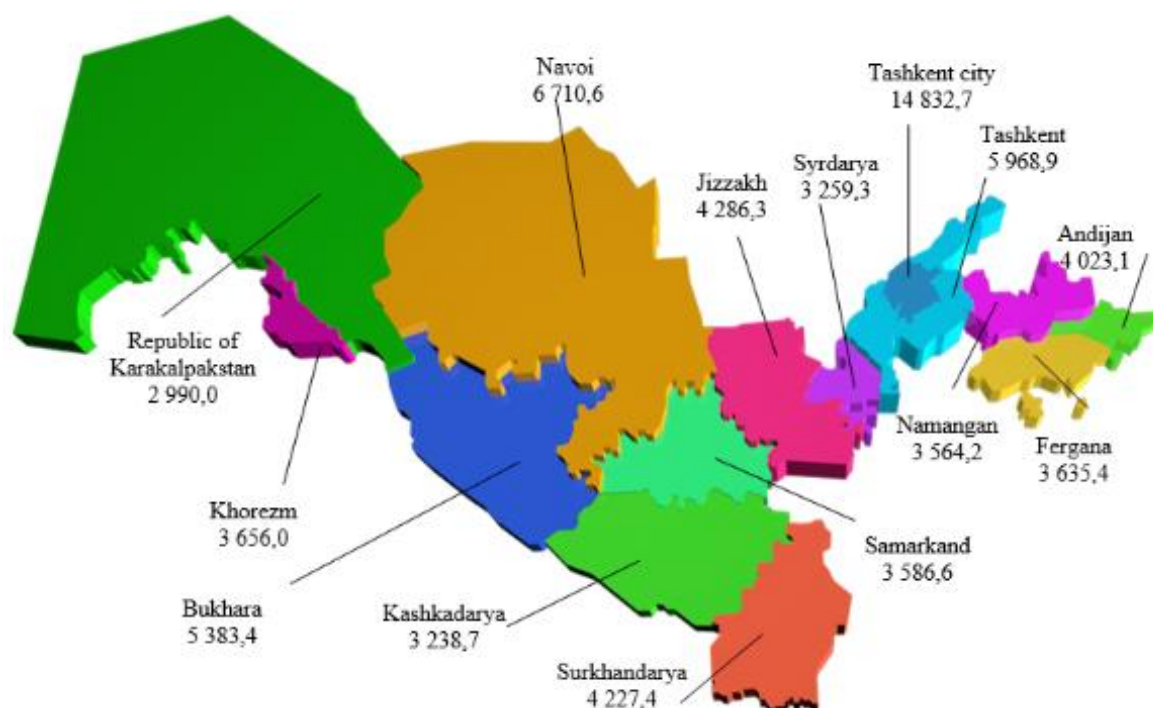 Navoi
6 710,6
Tashkent city
14 832,7
Tashkent
5 968,9
Syrdarya
3 259,3
Jizzakh
4 286,3
Andijan
4 023,1
Republic of
Karakalpakstan
2 990,0
Namangan
3 564,2
Fergana
3 635,4
Khorezm
3 656,0
Samarkand
3 586,6
Bukhara
5 383,4
Kashkadarya
3 238,7
Surkhandarya
4 227,4